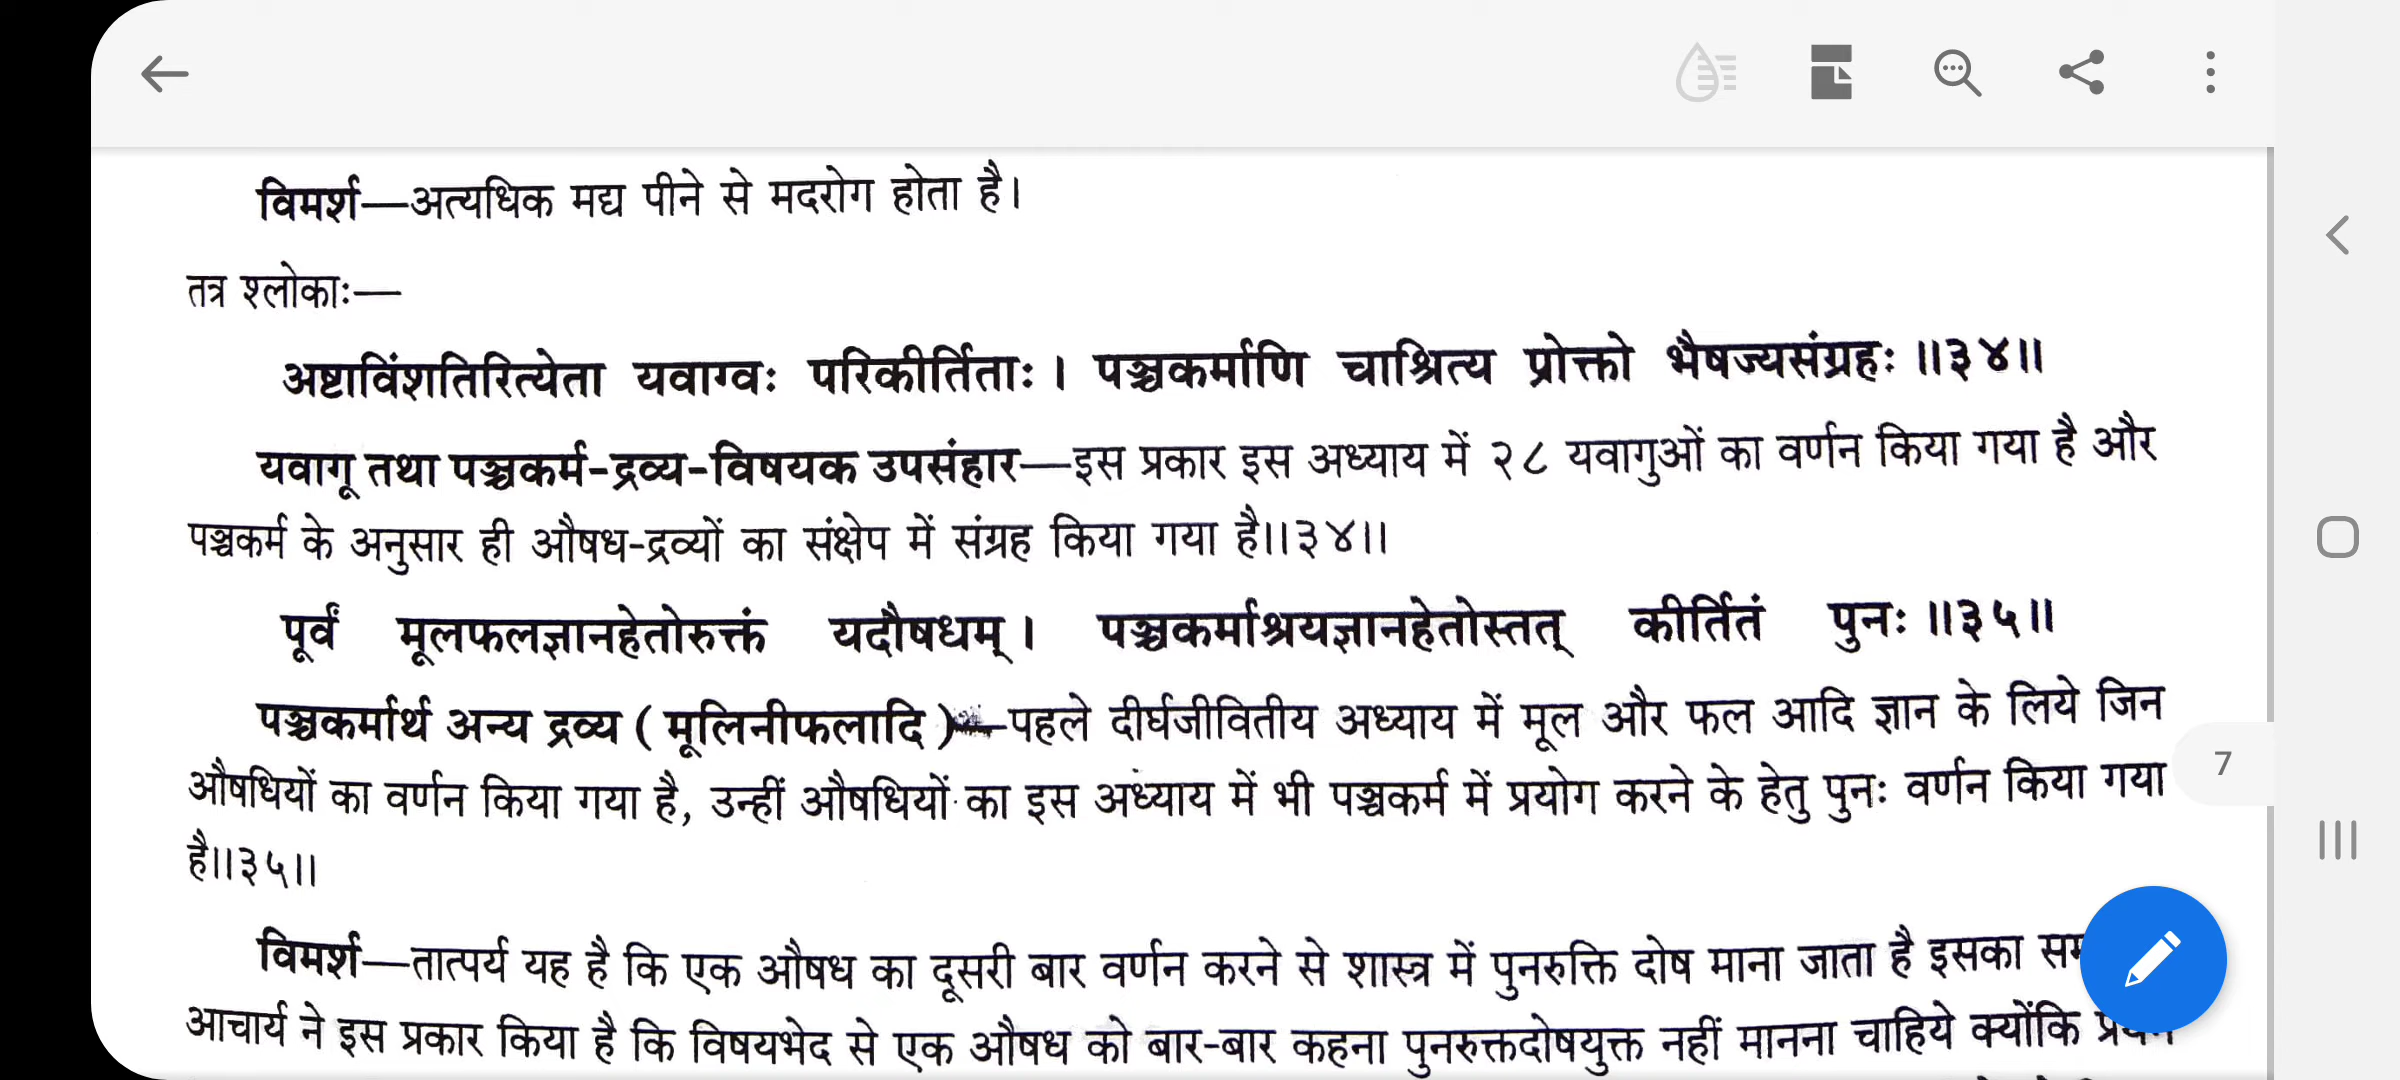 विमर्श—अत्यधिक मद्य पीने से मदरोग होता है।
तत्र श्लोकाः—
अष्टाविंशतिरित्येता यवाग्वः परिकीर्तिताः। पञ्चकर्माणि चाश्रित्य प्रोक्तो भैषज्यसंग्रहः॥३४॥
यवागू तथा पञ्चकर्म-द्रव्य-विषयक उपसंहार—इस प्रकार इस अध्याय में २८ यवागुओं का वर्णन किया गया है और
पञ्चकर्म के अनुसार ही औषध-द्रव्यों का संक्षेप में संग्रह किया गया है॥३४॥
पूर्वं मूलफलज्ञानहेतोरुक्तं यदौषधम्। पञ्चकर्माश्रयज्ञानहेतोस्तत् कीर्तितं पुनः॥३५॥
पञ्चकर्मार्थ अन्य द्रव्य (मूलिनीफलादि)—पहले दीर्घजीवितीय अध्याय में मूल और फल आदि ज्ञान के लिये जिन
औषधियों का वर्णन किया गया है, उन्हीं औषधियों का इस अध्याय में भी पञ्चकर्म में प्रयोग करने के हेतु पुनः वर्णन किया गया
7
है॥३५॥
विमर्श—तात्पर्य यह है कि एक औषध का दूसरी बार वर्णन करने से शास्त्र में पुनरुक्ति दोष माना जाता है इसका
आचार्य ने इस प्रकार किया है कि विषयभेद से एक औषध को बार-बार कहना पुनरुक्तदोषयुक्त नहीं मानना चाहिये क्योंकि